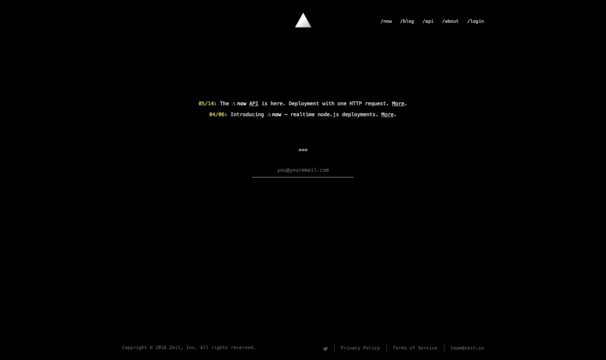 /now /blog /api /about /login
05/14: The now API is here. Deployment with one HTTP request. More.
04/06: Introducing now — realtime node.js deployments. More.
you@youremail.com
Copyright © 2016 Zeit, Inc. All rights reserved. Privacy Policy Terms of Service team@zeit.co